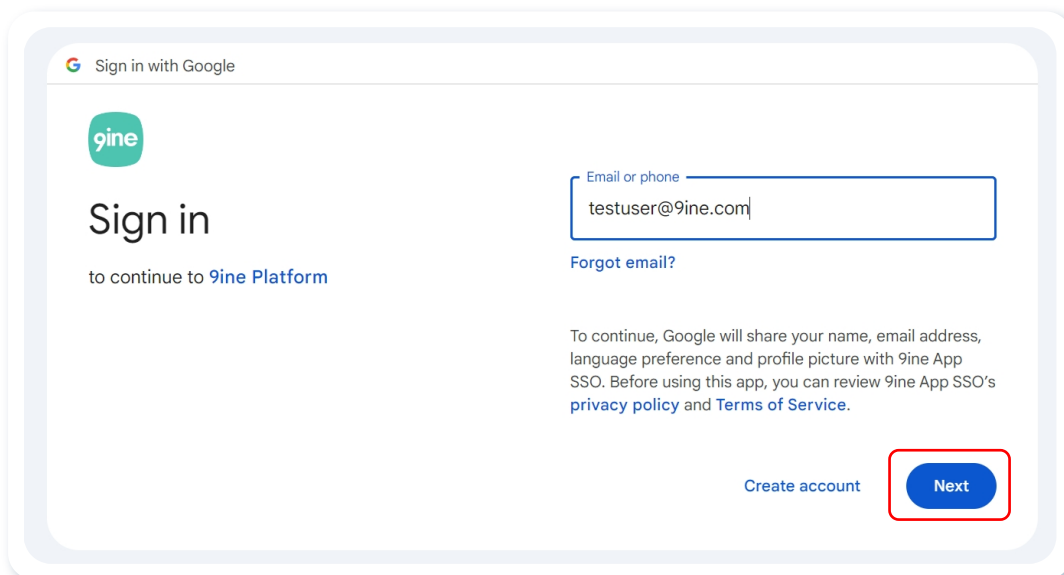 Sign in with Google
9ine
Sign in
to continue to 9ine Platform
Email or phone
testuser@9ine.com
Forgot email?
To continue, Google will share your name, email address,
language preference and profile picture with 9ine App
SSO. Before using this app, you can review 9ine App SSO’s
privacy policy and Terms of Service.
Create account
Next